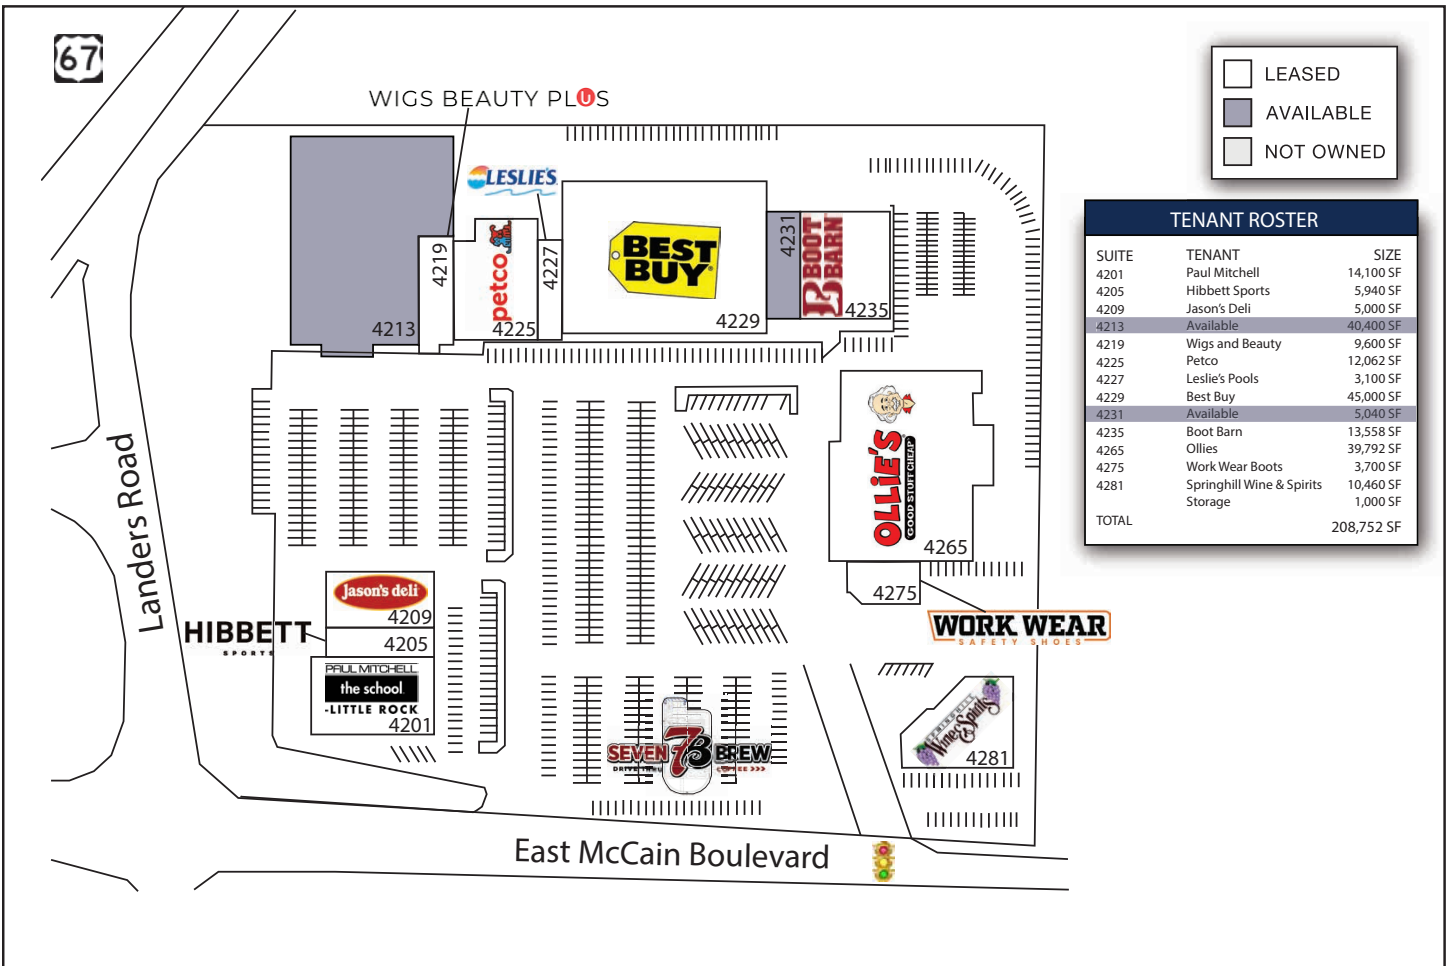 67
WIGS BEAUTY PLUS
LESLIE'S
petco
BEST
BUY
BOOT
BARN
4219
4227
4231
4213
4225
4229
4235
LEASED
AVAILABLE
NOT OWNED
TENANT ROSTER
SUITE TENANT SIZE
4201 Paul Mitchell 14,100 SF
4205 Hibbett Sports 5,940 SF
4209 Jason's Deli 5,000 SF
4213 Available 40,400 SF
4219 Wigs and Beauty 9,600 SF
4225 Petco 12,062 SF
4227 Leslie's Pools 3,100 SF
4229 Best Buy 45,000 SF
4231 Available 5,040 SF
4235 Boot Barn 13,558 SF
4265 Ollies 39,792 SF
4275 Work Wear Boots 3,700 SF
4281 Springhill Wine & Spirits 10,460 SF
Storage 1,000 SF
TOTAL 208,752 SF
OLLiE'S
GOOD STUFF CHEAP
4265
4275
WORK WEAR
SAFETY SHOES
Landers Road
Jason's deli
4209
HIBBETT
SPORTS
4205
PAUL MITCHELL
the school
-LITTLE ROCK
4201
SEVEN 7B BREW
DRIVE THRU COFFEE >>>
SPRINGHILL
Wine & Spirits
4281
East McCain Boulevard